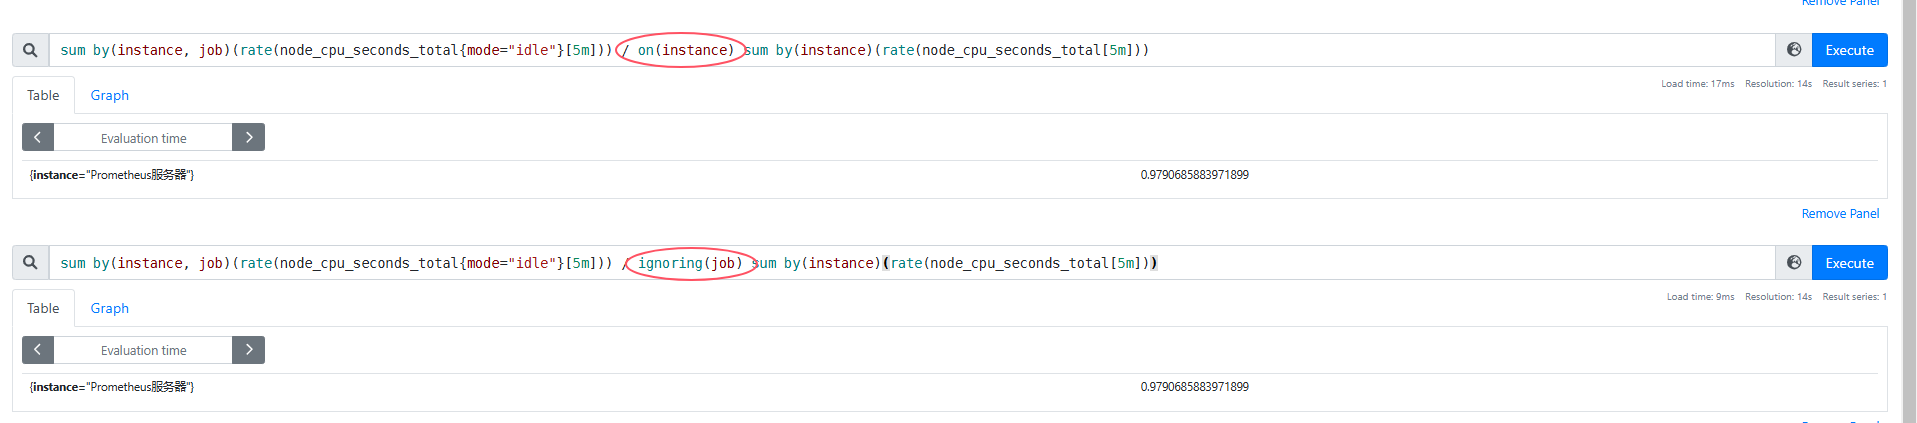 Remove Panel
sum by(instance, job)(rate(node_cpu_seconds_total{mode="idle"}[5m])) / on(instance) sum by(instance)(rate(node_cpu_seconds_total[5m]))
Execute
Load time: 17ms Resolution: 14s Result series: 1
Table Graph
Evaluation time
{instance="Prometheus服务器"} 0.9790685883971899
Remove Panel
sum by(instance, job)(rate(node_cpu_seconds_total{mode="idle"}[5m])) / ignoring(job) sum by(instance)(rate(node_cpu_seconds_total[5m]))
Execute
Load time: 9ms Resolution: 14s Result series: 1
Table Graph
Evaluation time
{instance="Prometheus服务器"} 0.9790685883971899